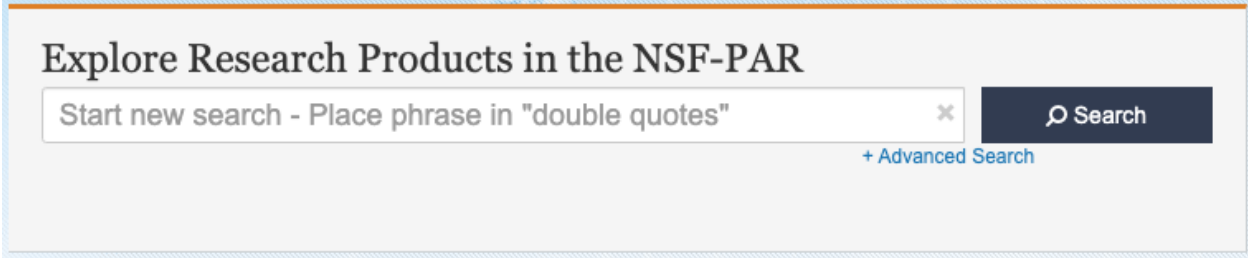 Explore Research Products in the NSF-PAR
Start new search - Place phrase in "double quotes" × Search
+ Advanced Search